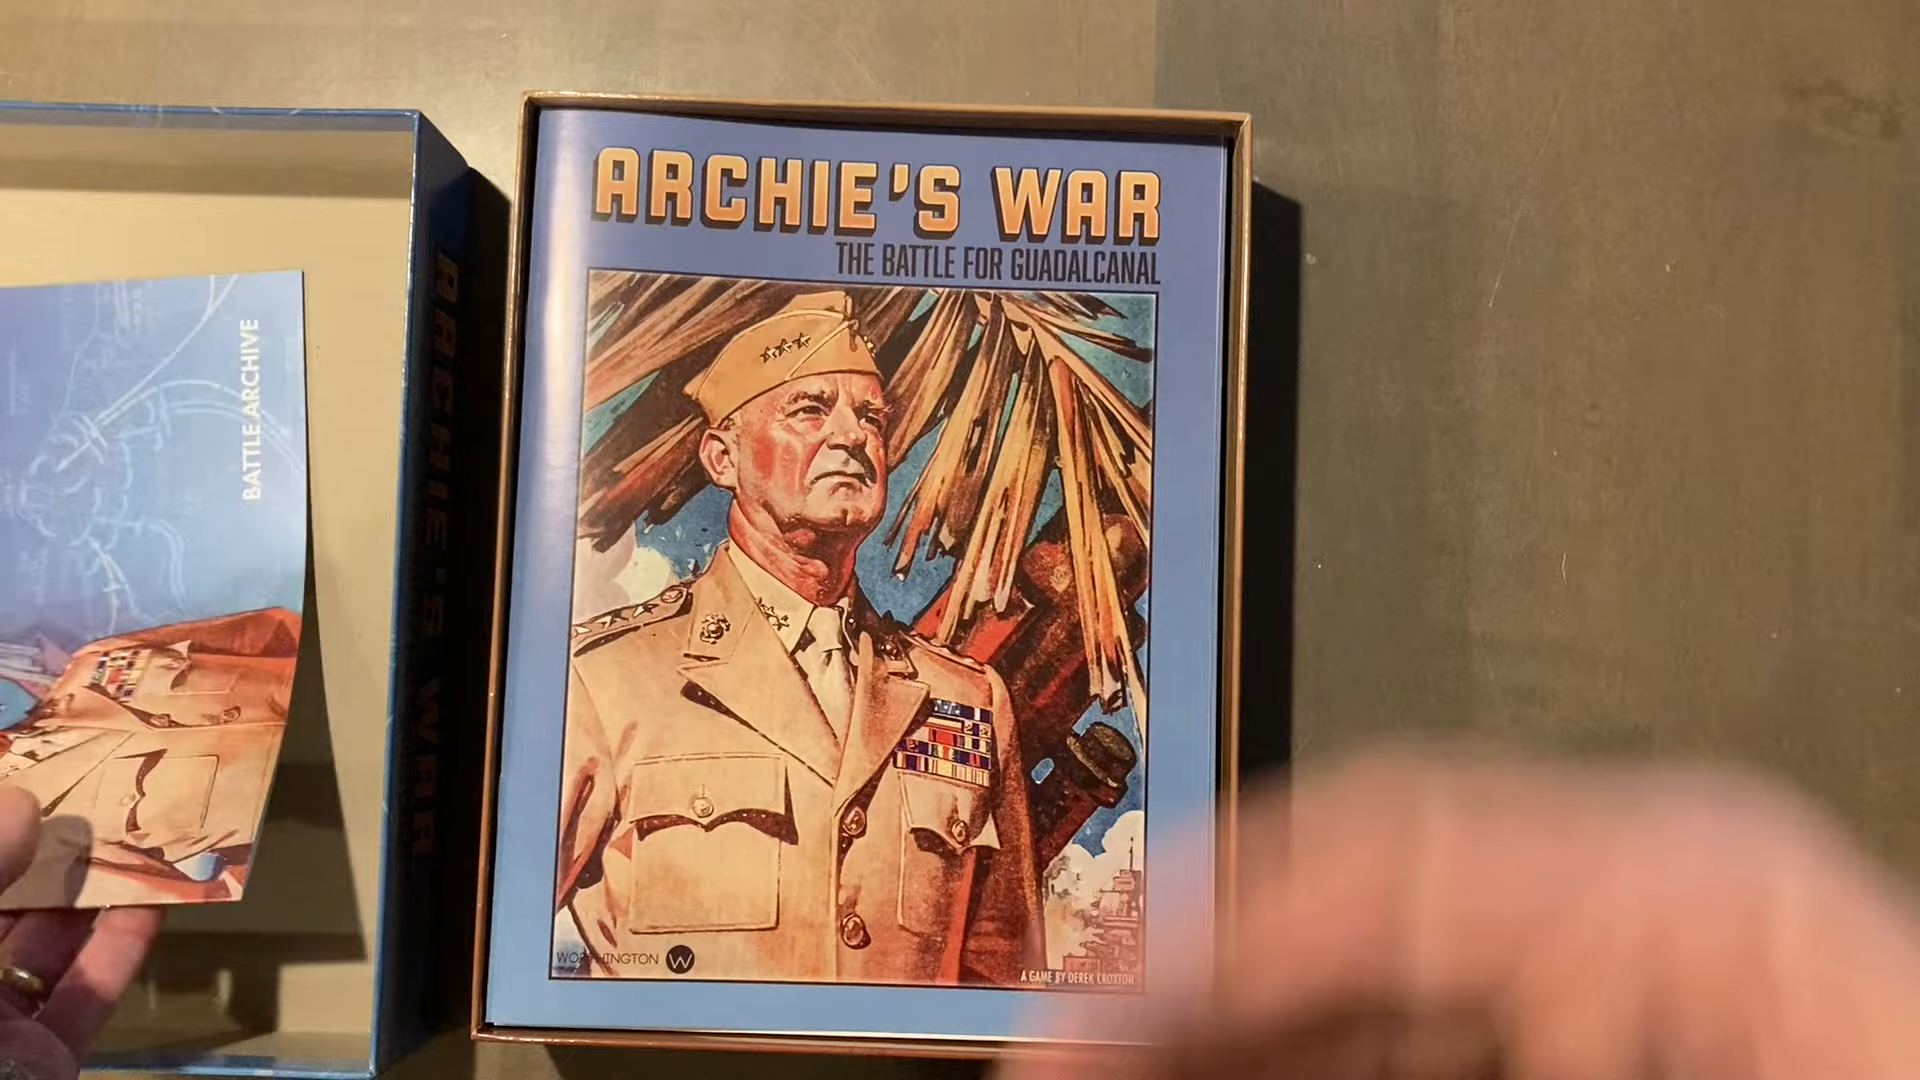 ARCHIE'S WAR
THE BATTLE FOR GUADALCANAL
BATTLE ARCHIVE
ARCHIE'S WAR
WORTHINGTON
W
A GAME BY DEREK CROXTON